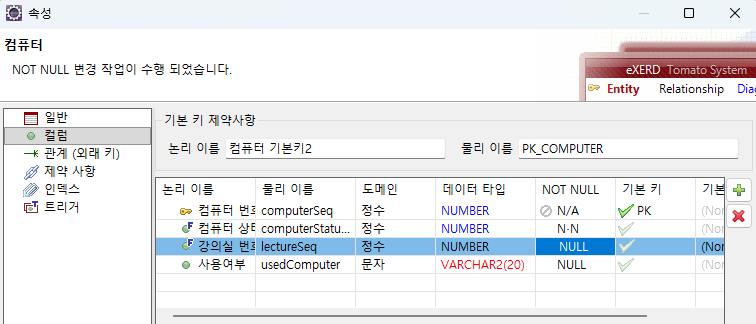 속성
컴퓨터
NOT NULL 변경 작업이 수행 되었습니다.
eXERD Tomato System
Entity Relationship Dia
일반
컬럼
관계 (외래 키)
제약 사항
인덱스
트리거
기본 키 제약사항
논리 이름 컴퓨터 기본키2 물리 이름 PK_COMPUTER
논리 이름 물리 이름 도메인 데이터 타입 NOT NULL 기본 키 기본
컴퓨터 번호 computerSeq 정수 NUMBER N/A PK (Nor
컴퓨터 상태 computerStatu... 정수 NUMBER N·N (Nor
강의실 번호 lectureSeq 정수 NUMBER NULL (Nor
사용여부 usedComputer 문자 VARCHAR2(20) NULL (Nor